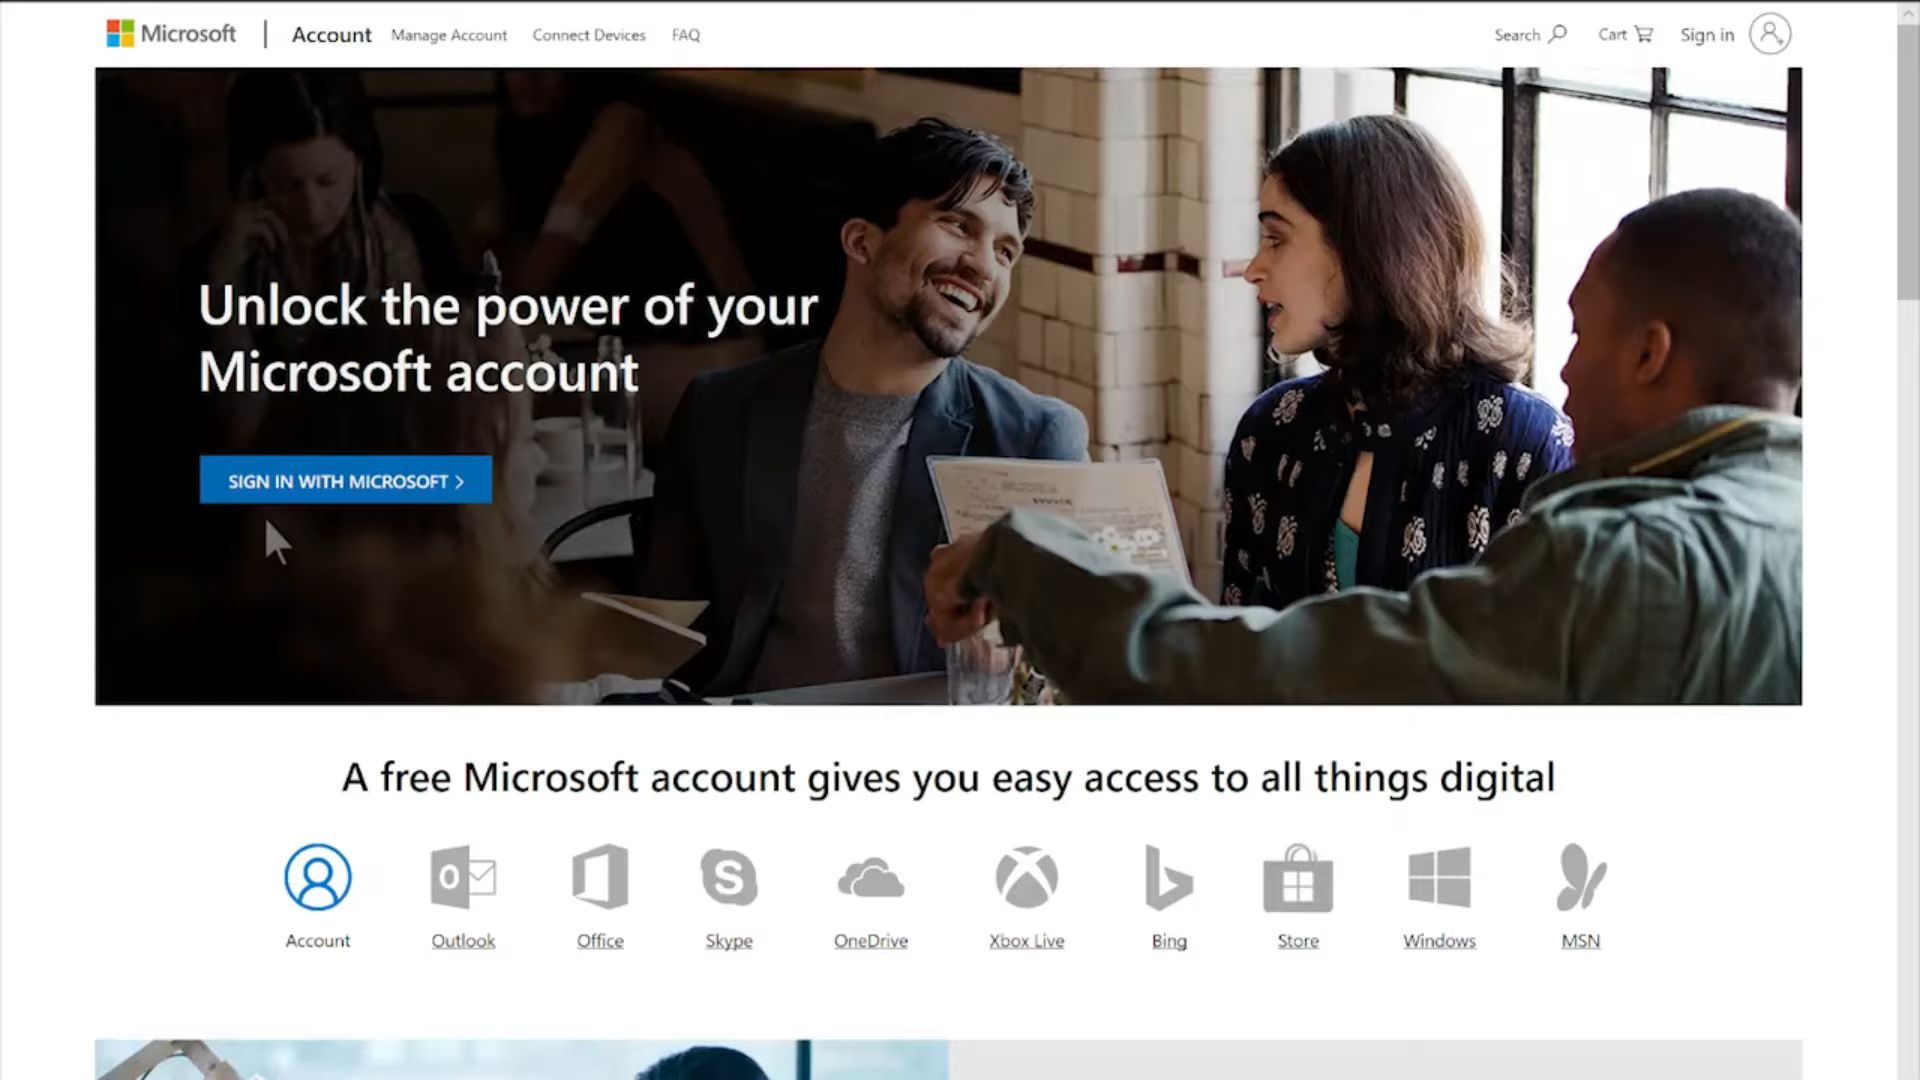 Microsoft
Account
Manage Account
Connect Devices
FAQ
Search
Cart
Sign in
Unlock the power of your
Microsoft account
SIGN IN WITH MICROSOFT >
A free Microsoft account gives you easy access to all things digital
Account
Outlook
Office
Skype
OneDrive
Xbox Live
Bing
Store
Windows
MSN